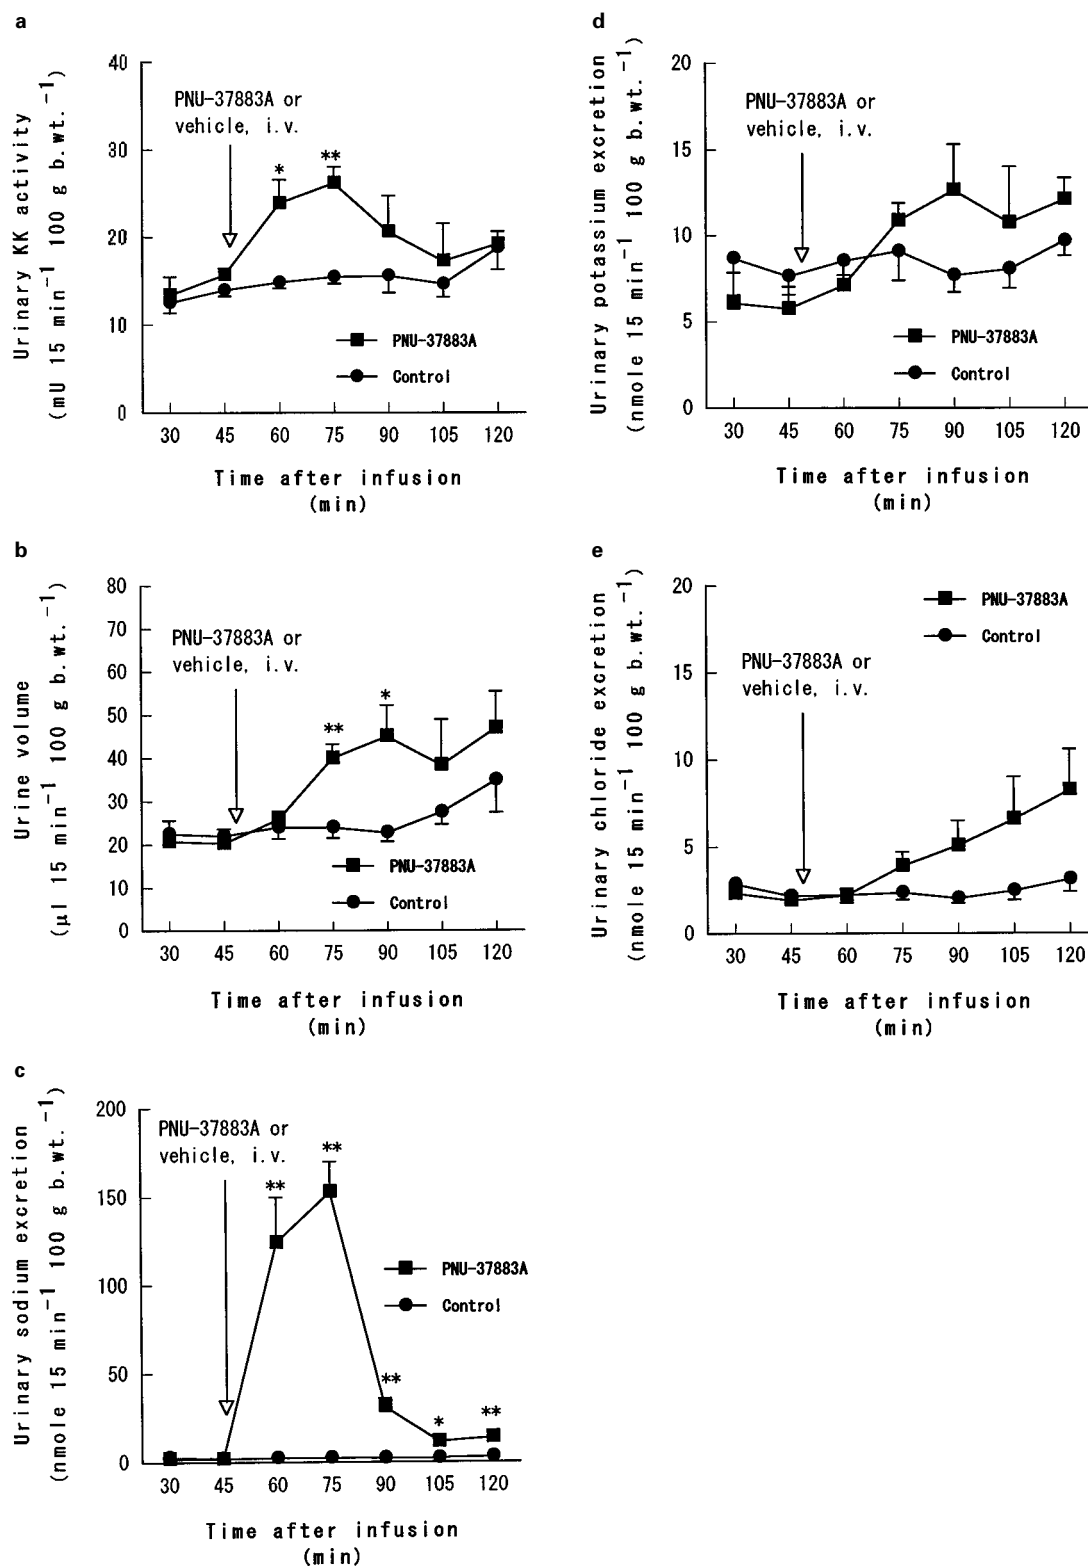 a
Urinary KK activity
(mU 15 min⁻¹ 100 g b.wt.⁻¹)
40
30
20
10
0
PNU-37883A or
vehicle, i.v.
*
**
PNU-37883A
Control
30 45 60 75 90 105 120
Time after infusion
(min)
b
Urine volume
(μl 15 min⁻¹ 100 g b.wt.⁻¹)
80
70
60
50
40
30
20
10
0
PNU-37883A or
vehicle, i.v.
**
*
PNU-37883A
Control
30 45 60 75 90 105 120
Time after infusion
(min)
c
Urinary sodium excretion
(nmole 15 min⁻¹ 100 g b.wt.⁻¹)
200
150
100
50
0
PNU-37883A or
vehicle, i.v.
**
**
**
*
**
PNU-37883A
Control
30 45 60 75 90 105 120
Time after infusion
(min)
d
Urinary potassium excretion
(nmole 15 min⁻¹ 100 g b.wt.⁻¹)
20
15
10
5
0
PNU-37883A or
vehicle, i.v.
PNU-37883A
Control
30 45 60 75 90 105 120
Time after infusion
(min)
e
Urinary chloride excretion
(nmole 15 min⁻¹ 100 g b.wt.⁻¹)
20
15
10
5
0
PNU-37883A
Control
PNU-37883A or
vehicle, i.v.
30 45 60 75 90 105 120
Time after infusion
(min)